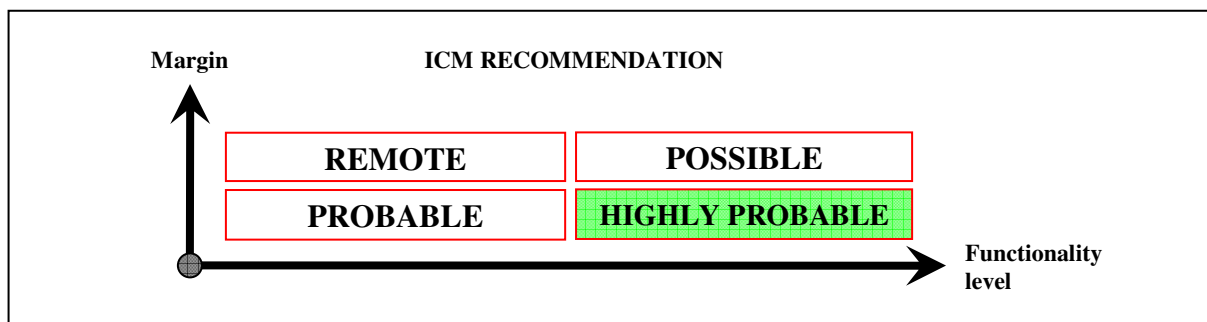 Margin
ICM RECOMMENDATION
REMOTE
POSSIBLE
PROBABLE
HIGHLY PROBABLE
Functionality
level